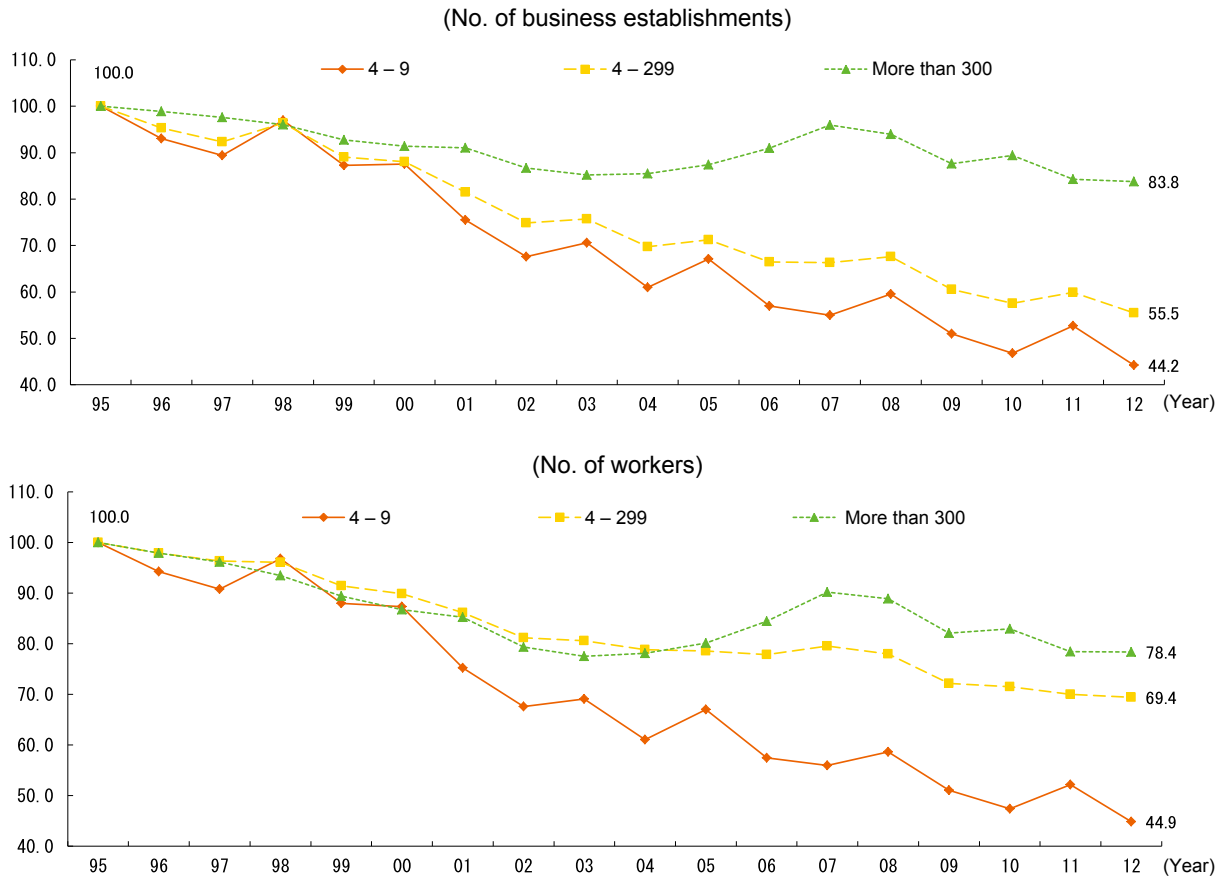 (No. of business establishments)
110.0
100.0
4 – 9
4 – 299
More than 300
100.0
90.0
80.0
83.8
70.0
60.0
55.5
50.0
44.2
40.0
95 96 97 98 99 00 01 02 03 04 05 06 07 08 09 10 11 12 (Year)
(No. of workers)
110.0
100.0
4 – 9
4 – 299
More than 300
100.0
90.0
80.0
78.4
70.0
69.4
60.0
50.0
44.9
40.0
95 96 97 98 99 00 01 02 03 04 05 06 07 08 09 10 11 12 (Year)